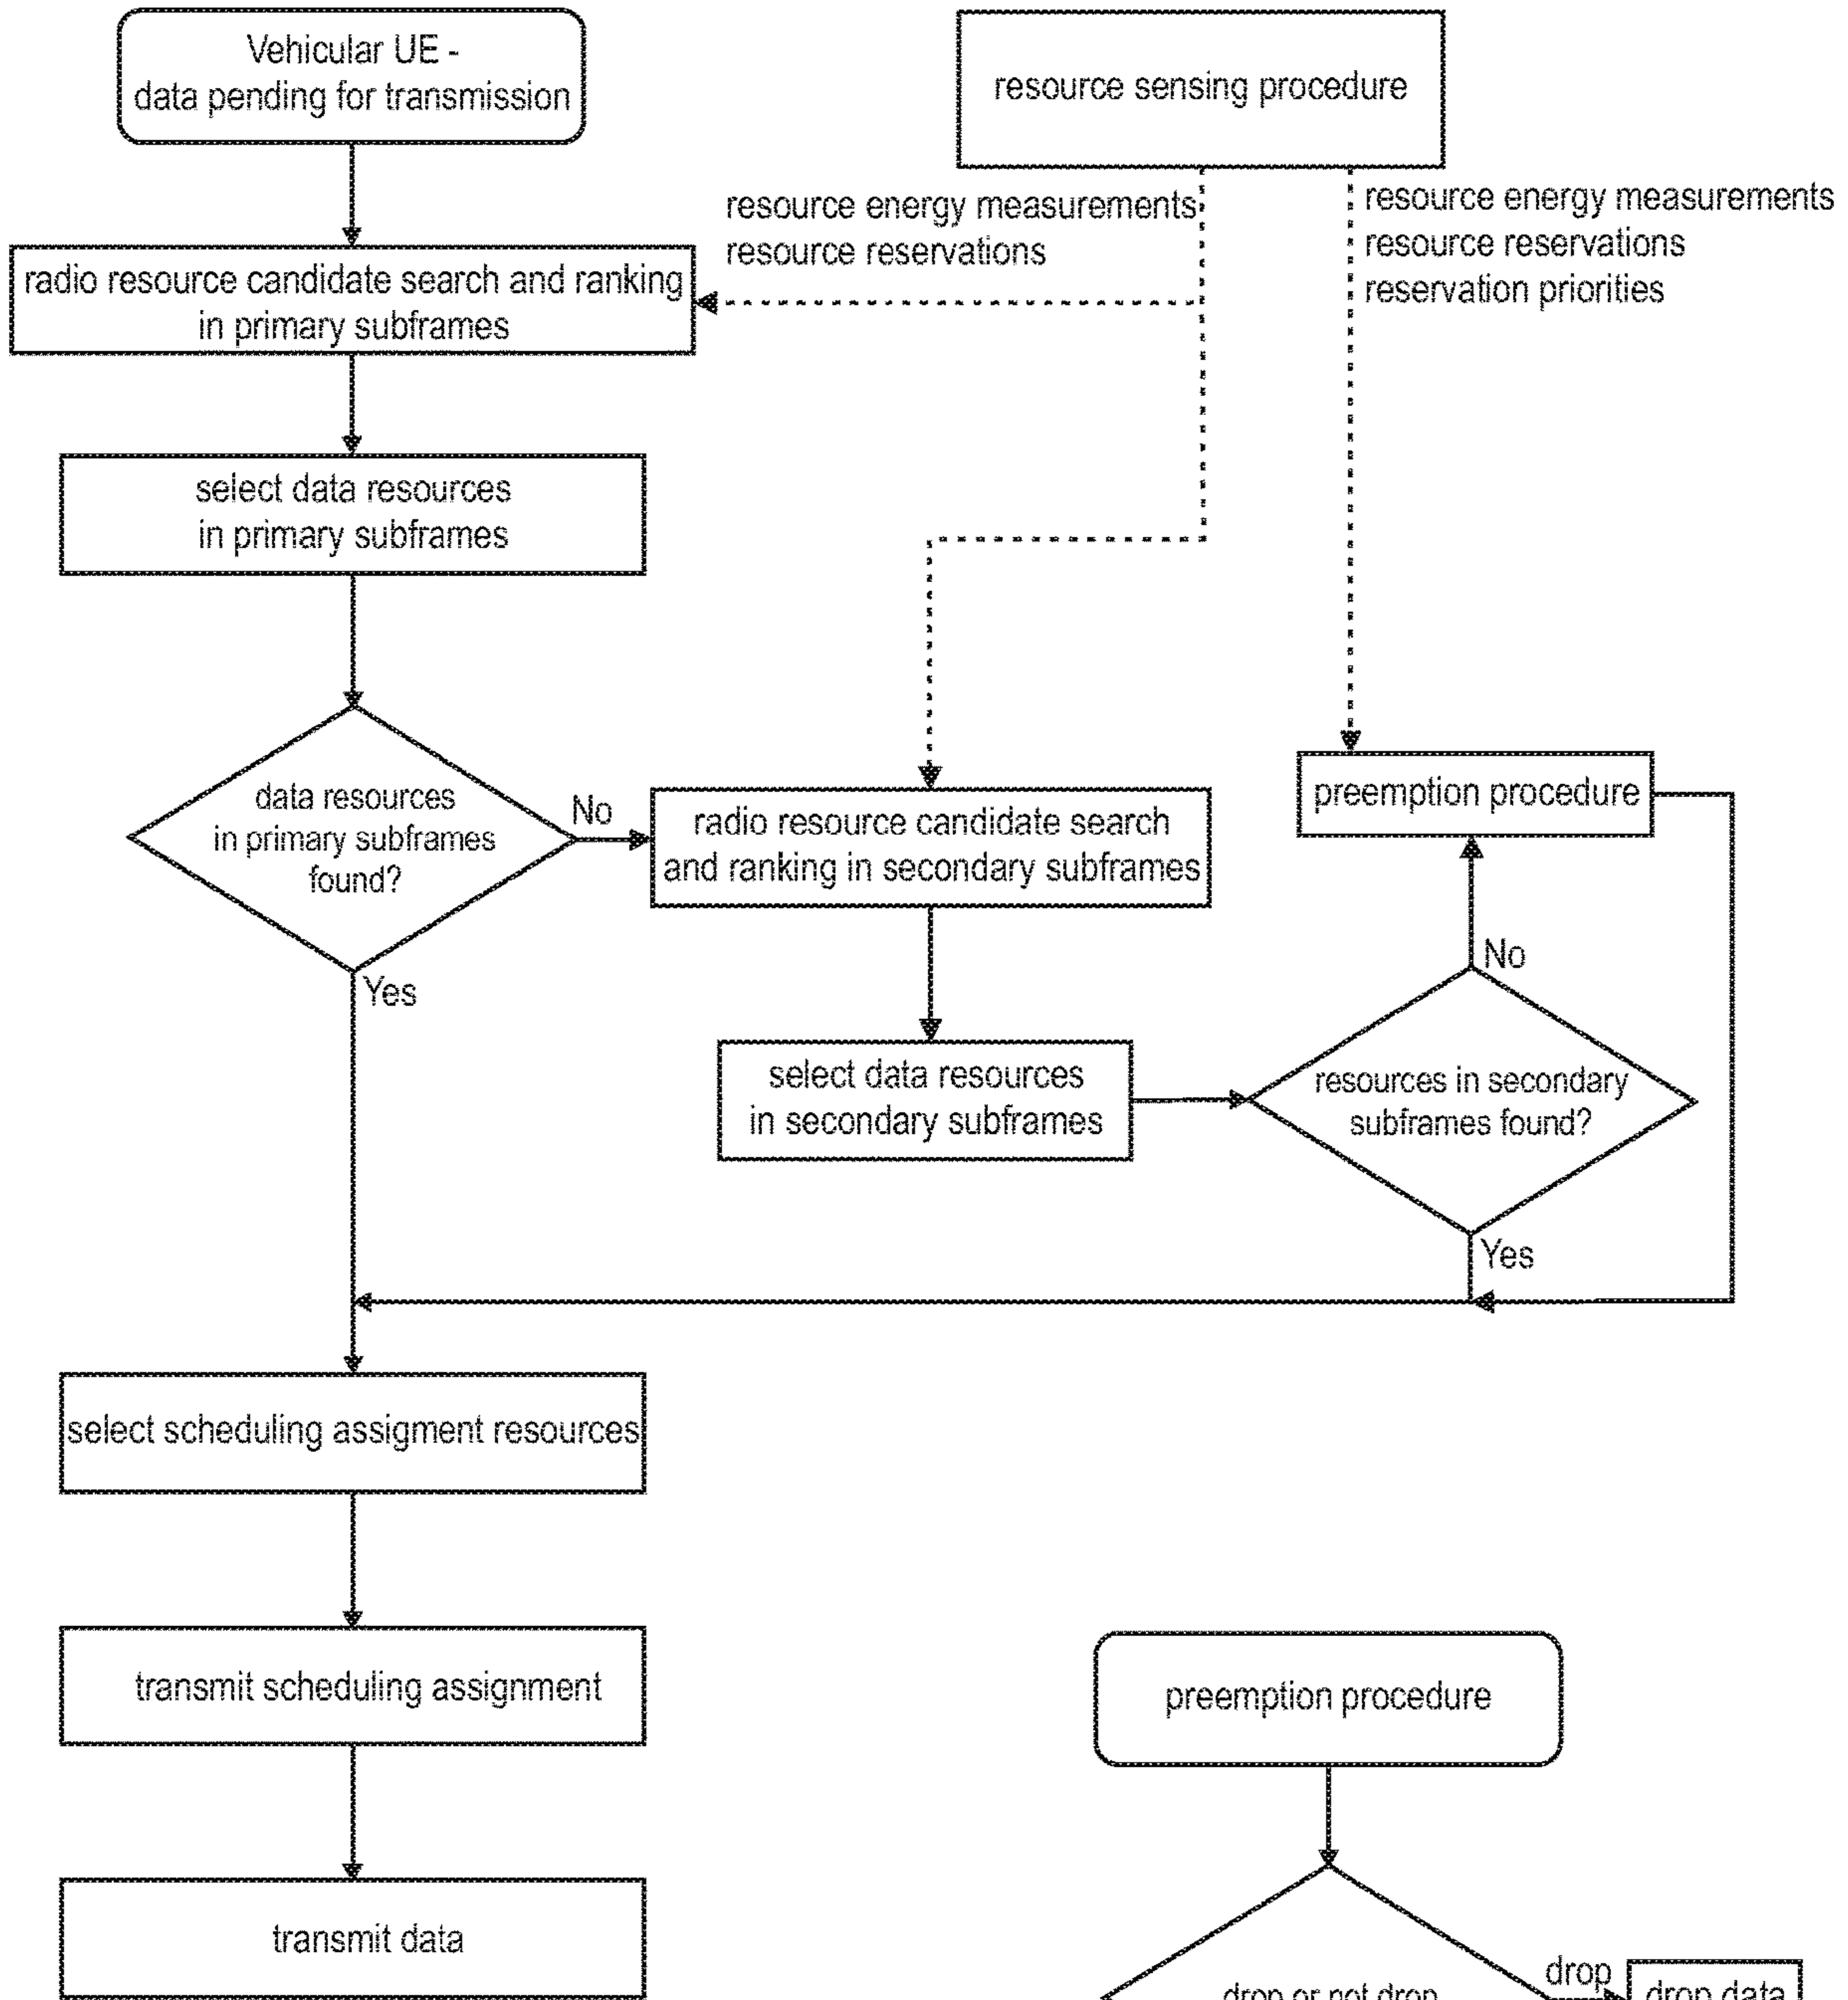 Vehicular UE -
data pending for transmission
resource sensing procedure
resource energy measurements
resource reservations
resource energy measurements
resource reservations
reservation priorities
radio resource candidate search and ranking
in primary subframes
select data resources
in primary subframes
data resources
in primary subframes
found?
No
Yes
radio resource candidate search
and ranking in secondary subframes
preemption procedure
No
select data resources
in secondary subframes
resources in secondary
subframes found?
Yes
select scheduling assigment resources
transmit scheduling assignment
transmit data
preemption procedure
drop or not drop
drop
drop data